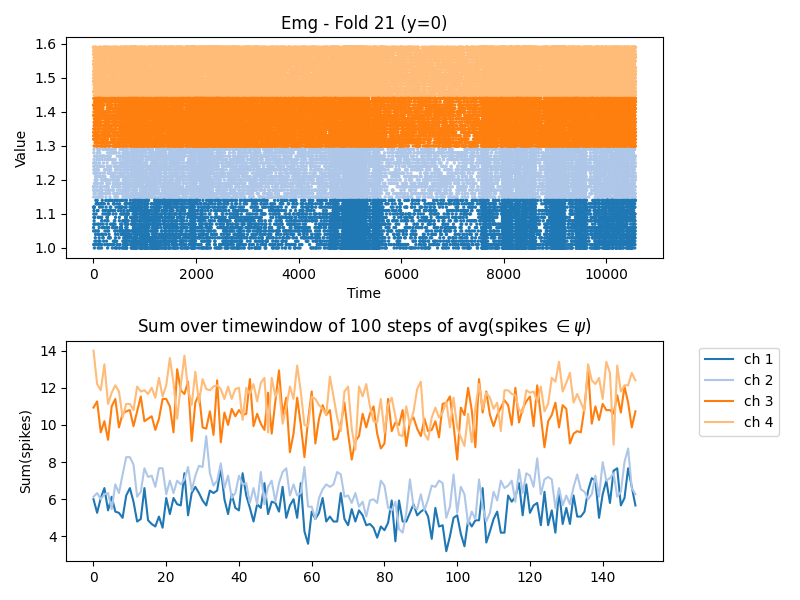 Emg - Fold 21 (y=0)
1.6
1.5
1.4
1.3
1.2
1.1
1.0
Value
0 2000 4000 6000 8000 10000
Time
Sum over timewindow of 100 steps of avg(spikes ∈ ψ)
14
12
10
8
6
4
Sum(spikes)
0 20 40 60 80 100 120 140
ch 1
ch 2
ch 3
ch 4